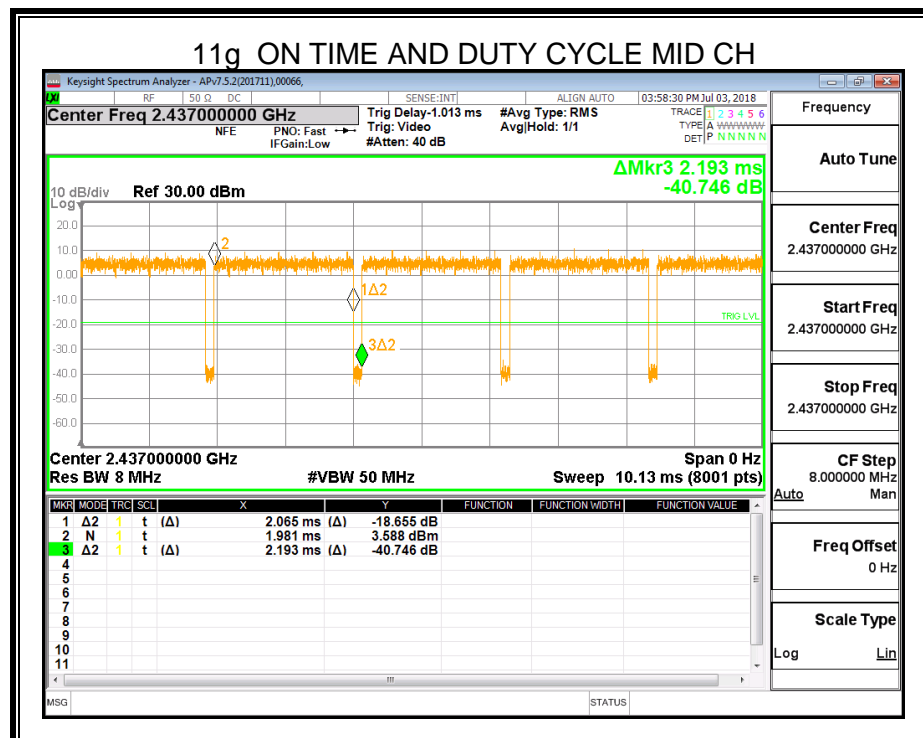 11g ON TIME AND DUTY CYCLE MID CH
Keysight Spectrum Analyzer - APv7.5.2(201711),00066,
LXI RF 50 Ω DC SENSE:INT ALIGN AUTO 03:58:30 PM Jul 03, 2018
Center Freq 2.437000000 GHz
NFE PNO: Fast
IFGain:Low
Trig Delay-1.013 ms
Trig: Video
#Atten: 40 dB
#Avg Type: RMS
Avg|Hold: 1/1
TRACE 1 2 3 4 5 6
TYPE A WWWWW
DET P N N N N N
ΔMkr3 2.193 ms
-40.746 dB
10 dB/div Ref 30.00 dBm
Log
20.0
10.0
0.00
-10.0
-20.0
-30.0
-40.0
-50.0
-60.0
2
1Δ2
3Δ2
TRIG LVL
Center 2.437000000 GHz Span 0 Hz
Res BW 8 MHz #VBW 50 MHz Sweep 10.13 ms (8001 pts)
MKR MODE TRC SCL X Y FUNCTION FUNCTION WIDTH FUNCTION VALUE
1 Δ2 1 t (Δ) 2.065 ms (Δ) -18.655 dB
2 N 1 t 1.981 ms 3.588 dBm
3 Δ2 1 t (Δ) 2.193 ms (Δ) -40.746 dB
4
5
6
7
8
9
10
11
MSG STATUS
Frequency
Auto Tune
Center Freq
2.437000000 GHz
Start Freq
2.437000000 GHz
Stop Freq
2.437000000 GHz
CF Step
8.000000 MHz
Auto Man
Freq Offset
0 Hz
Scale Type
Log Lin